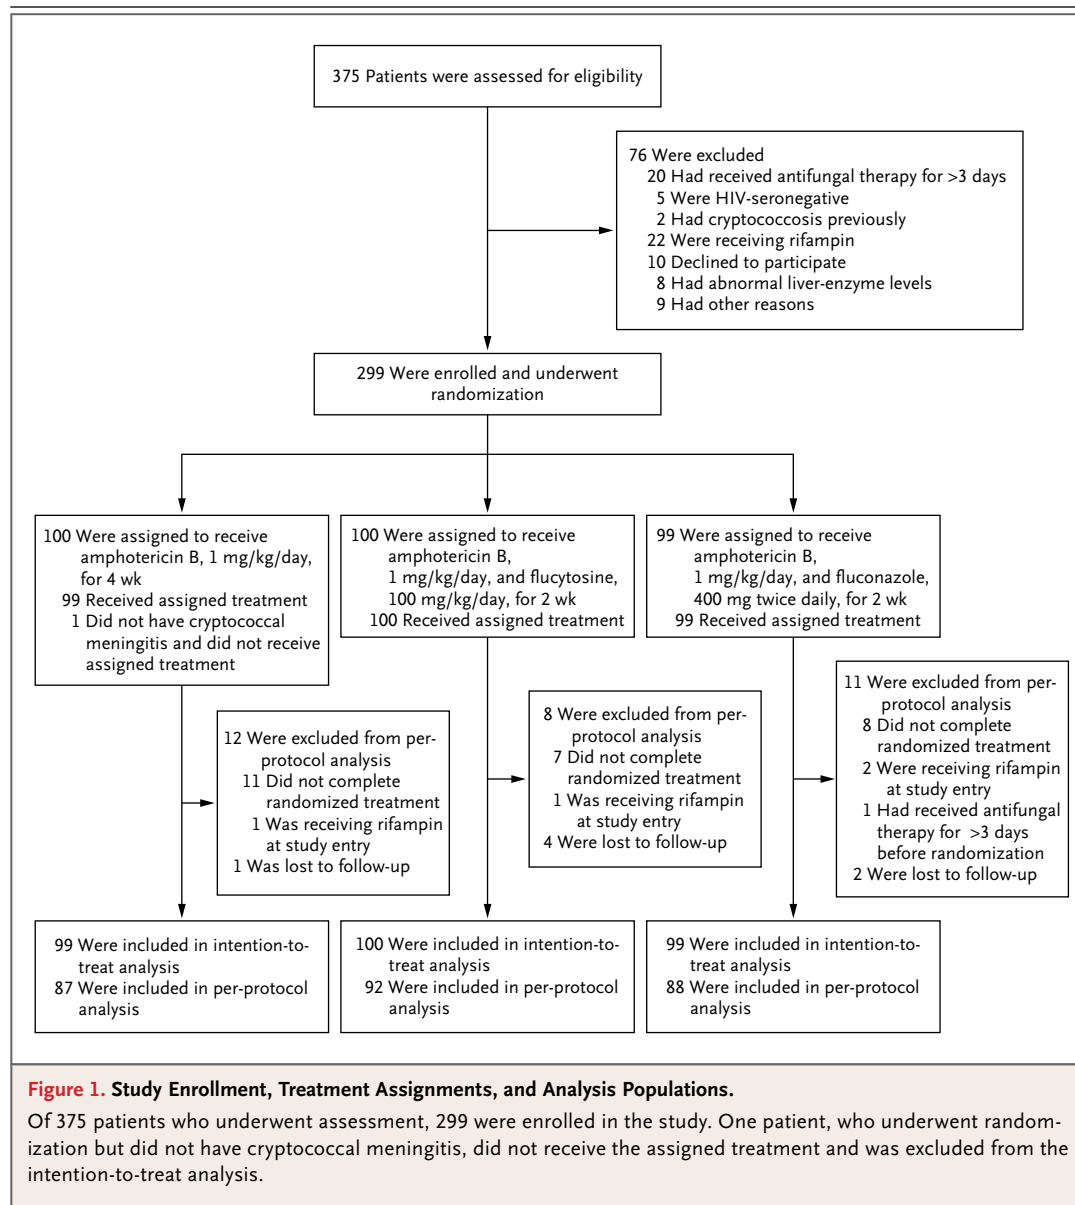 375 Patients were assessed for eligibility
76 Were excluded
20 Had received antifungal therapy for >3 days
5 Were HIV-seronegative
2 Had cryptococcosis previously
22 Were receiving rifampin
10 Declined to participate
8 Had abnormal liver-enzyme levels
9 Had other reasons
299 Were enrolled and underwent
randomization
100 Were assigned to receive
amphotericin B, 1 mg/kg/day,
for 4 wk
99 Received assigned treatment
1 Did not have cryptococcal
meningitis and did not receive
assigned treatment
100 Were assigned to receive
amphotericin B,
1 mg/kg/day, and flucytosine,
100 mg/kg/day, for 2 wk
100 Received assigned treatment
99 Were assigned to receive
amphotericin B,
1 mg/kg/day, and fluconazole,
400 mg twice daily, for 2 wk
99 Received assigned treatment
12 Were excluded from per-
protocol analysis
11 Did not complete
randomized treatment
1 Was receiving rifampin
at study entry
1 Was lost to follow-up
8 Were excluded from per-
protocol analysis
7 Did not complete
randomized treatment
1 Was receiving rifampin
at study entry
4 Were lost to follow-up
11 Were excluded from per-
protocol analysis
8 Did not complete
randomized treatment
2 Were receiving rifampin
at study entry
1 Had received antifungal
therapy for >3 days
before randomization
2 Were lost to follow-up
99 Were included in intention-to-
treat analysis
87 Were included in per-protocol
analysis
100 Were included in intention-to-
treat analysis
92 Were included in per-protocol
analysis
99 Were included in intention-to-
treat analysis
88 Were included in per-protocol
analysis
Figure 1. Study Enrollment, Treatment Assignments, and Analysis Populations.
Of 375 patients who underwent assessment, 299 were enrolled in the study. One patient, who underwent random-
ization but did not have cryptococcal meningitis, did not receive the assigned treatment and was excluded from the
intention-to-treat analysis.